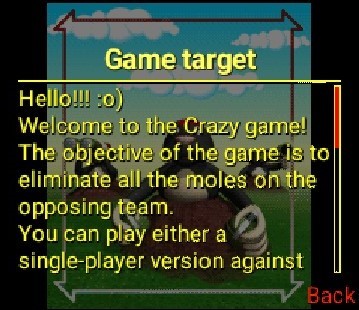 Game target
Hello!!! :o)
Welcome to the Crazy game!
The objective of the game is to
eliminate all the moles on the
opposing team.
You can play either a
single-player version against
Back